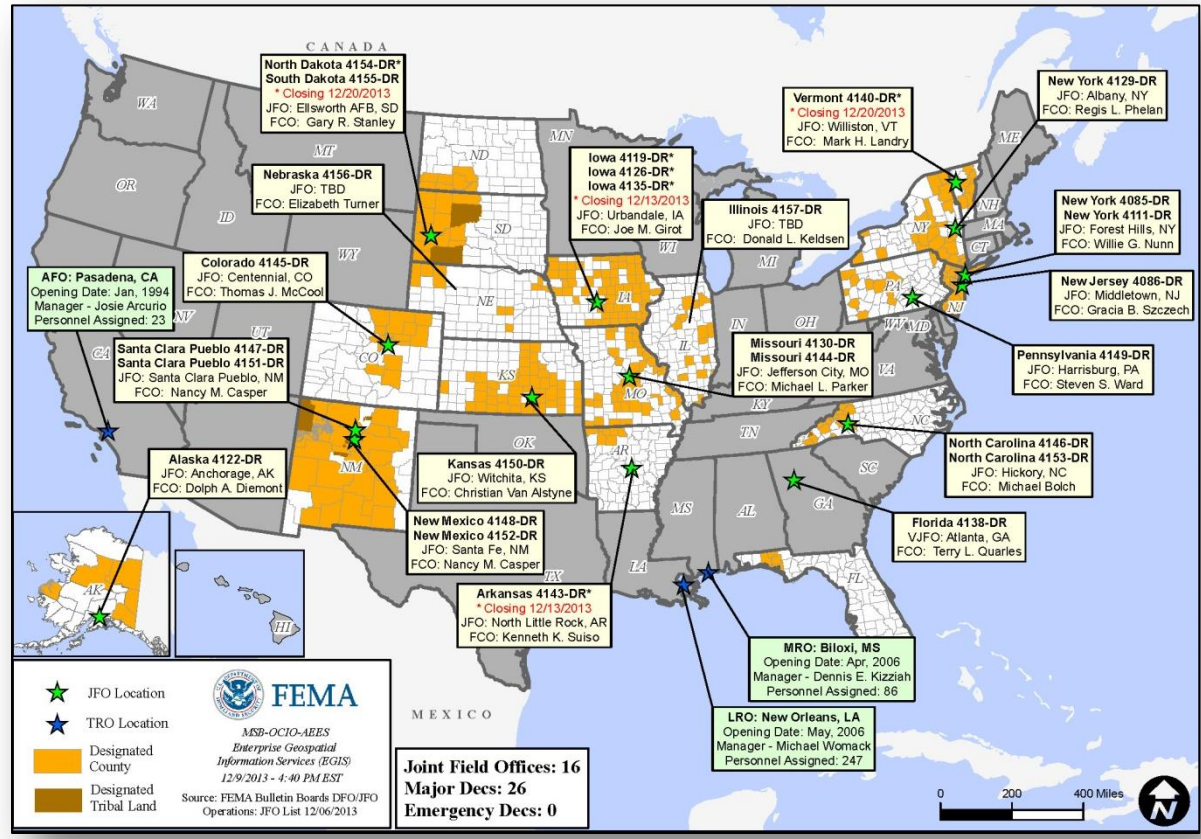 CANADA
North Dakota 4154-DR*
South Dakota 4155-DR
* Closing 12/20/2013
JFO: Ellsworth AFB, SD
FCO: Gary R. Stanley
Nebraska 4156-DR
JFO: TBD
FCO: Elizabeth Turner
Iowa 4119-DR*
Iowa 4126-DR*
Iowa 4135-DR*
* Closing 12/13/2013
JFO: Urbandale, IA
FCO: Joe M. Girot
Illinois 4157-DR
JFO: TBD
FCO: Donald L. Keldsen
Vermont 4140-DR*
* Closing 12/20/2013
JFO: Williston, VT
FCO: Mark H. Landry
New York 4129-DR
JFO: Albany, NY
FCO: Regis L. Phelan
New York 4085-DR
New York 4111-DR
JFO: Forest Hills, NY
FCO: Willie G. Nunn
New Jersey 4086-DR
JFO: Middletown, NJ
FCO: Gracia B. Szczech
Pennsylvania 4149-DR
JFO: Harrisburg, PA
FCO: Steven S. Ward
AFO: Pasadena, CA
Opening Date: Jan, 1994
Manager - Josie Arcurio
Personnel Assigned: 23
Colorado 4145-DR
JFO: Centennial, CO
FCO: Thomas J. McCool
Santa Clara Pueblo 4147-DR
Santa Clara Pueblo 4151-DR
JFO: Santa Clara Pueblo, NM
FCO: Nancy M. Casper
Missouri 4130-DR
Missouri 4144-DR
JFO: Jefferson City, MO
FCO: Michael L. Parker
Alaska 4122-DR
JFO: Anchorage, AK
FCO: Dolph A. Diemont
Kansas 4150-DR
JFO: Witchita, KS
FCO: Christian Van Alstyne
New Mexico 4148-DR
New Mexico 4152-DR
JFO: Santa Fe, NM
FCO: Nancy M. Casper
North Carolina 4146-DR
North Carolina 4153-DR
JFO: Hickory, NC
FCO: Michael Bolch
Florida 4138-DR
VJFO: Atlanta, GA
FCO: Terry L. Quarles
Arkansas 4143-DR*
* Closing 12/13/2013
JFO: North Little Rock, AR
FCO: Kenneth K. Suiso
MRO: Biloxi, MS
Opening Date: Apr, 2006
Manager - Dennis E. Kizziah
Personnel Assigned: 86
LRO: New Orleans, LA
Opening Date: May, 2006
Manager - Michael Womack
Personnel Assigned: 247
WA
MT
ND
MN
ME
OR
ID
SD
WI
MI
NY
NH
MA
CT
WY
NE
IA
PA
NJ
NV
UT
CO
IL
IN
OH
WV
MD
CA
KS
MO
KY
VA
NM
OK
AR
TN
NC
SC
TX
LA
MS
AL
GA
FL
AK
HI
MEXICO
JFO Location
TRO Location
Designated
County
Designated
Tribal Land
FEMA
MSB-OCIO-AEES
Enterprise Geospatial
Information Services (EGIS)
12/9/2013 - 4:40 PM EST
Source: FEMA Bulletin Boards DFO/JFO
Operations: JFO List 12/06/2013
Joint Field Offices: 16
Major Decs: 26
Emergency Decs: 0
0 200 400 Miles
N